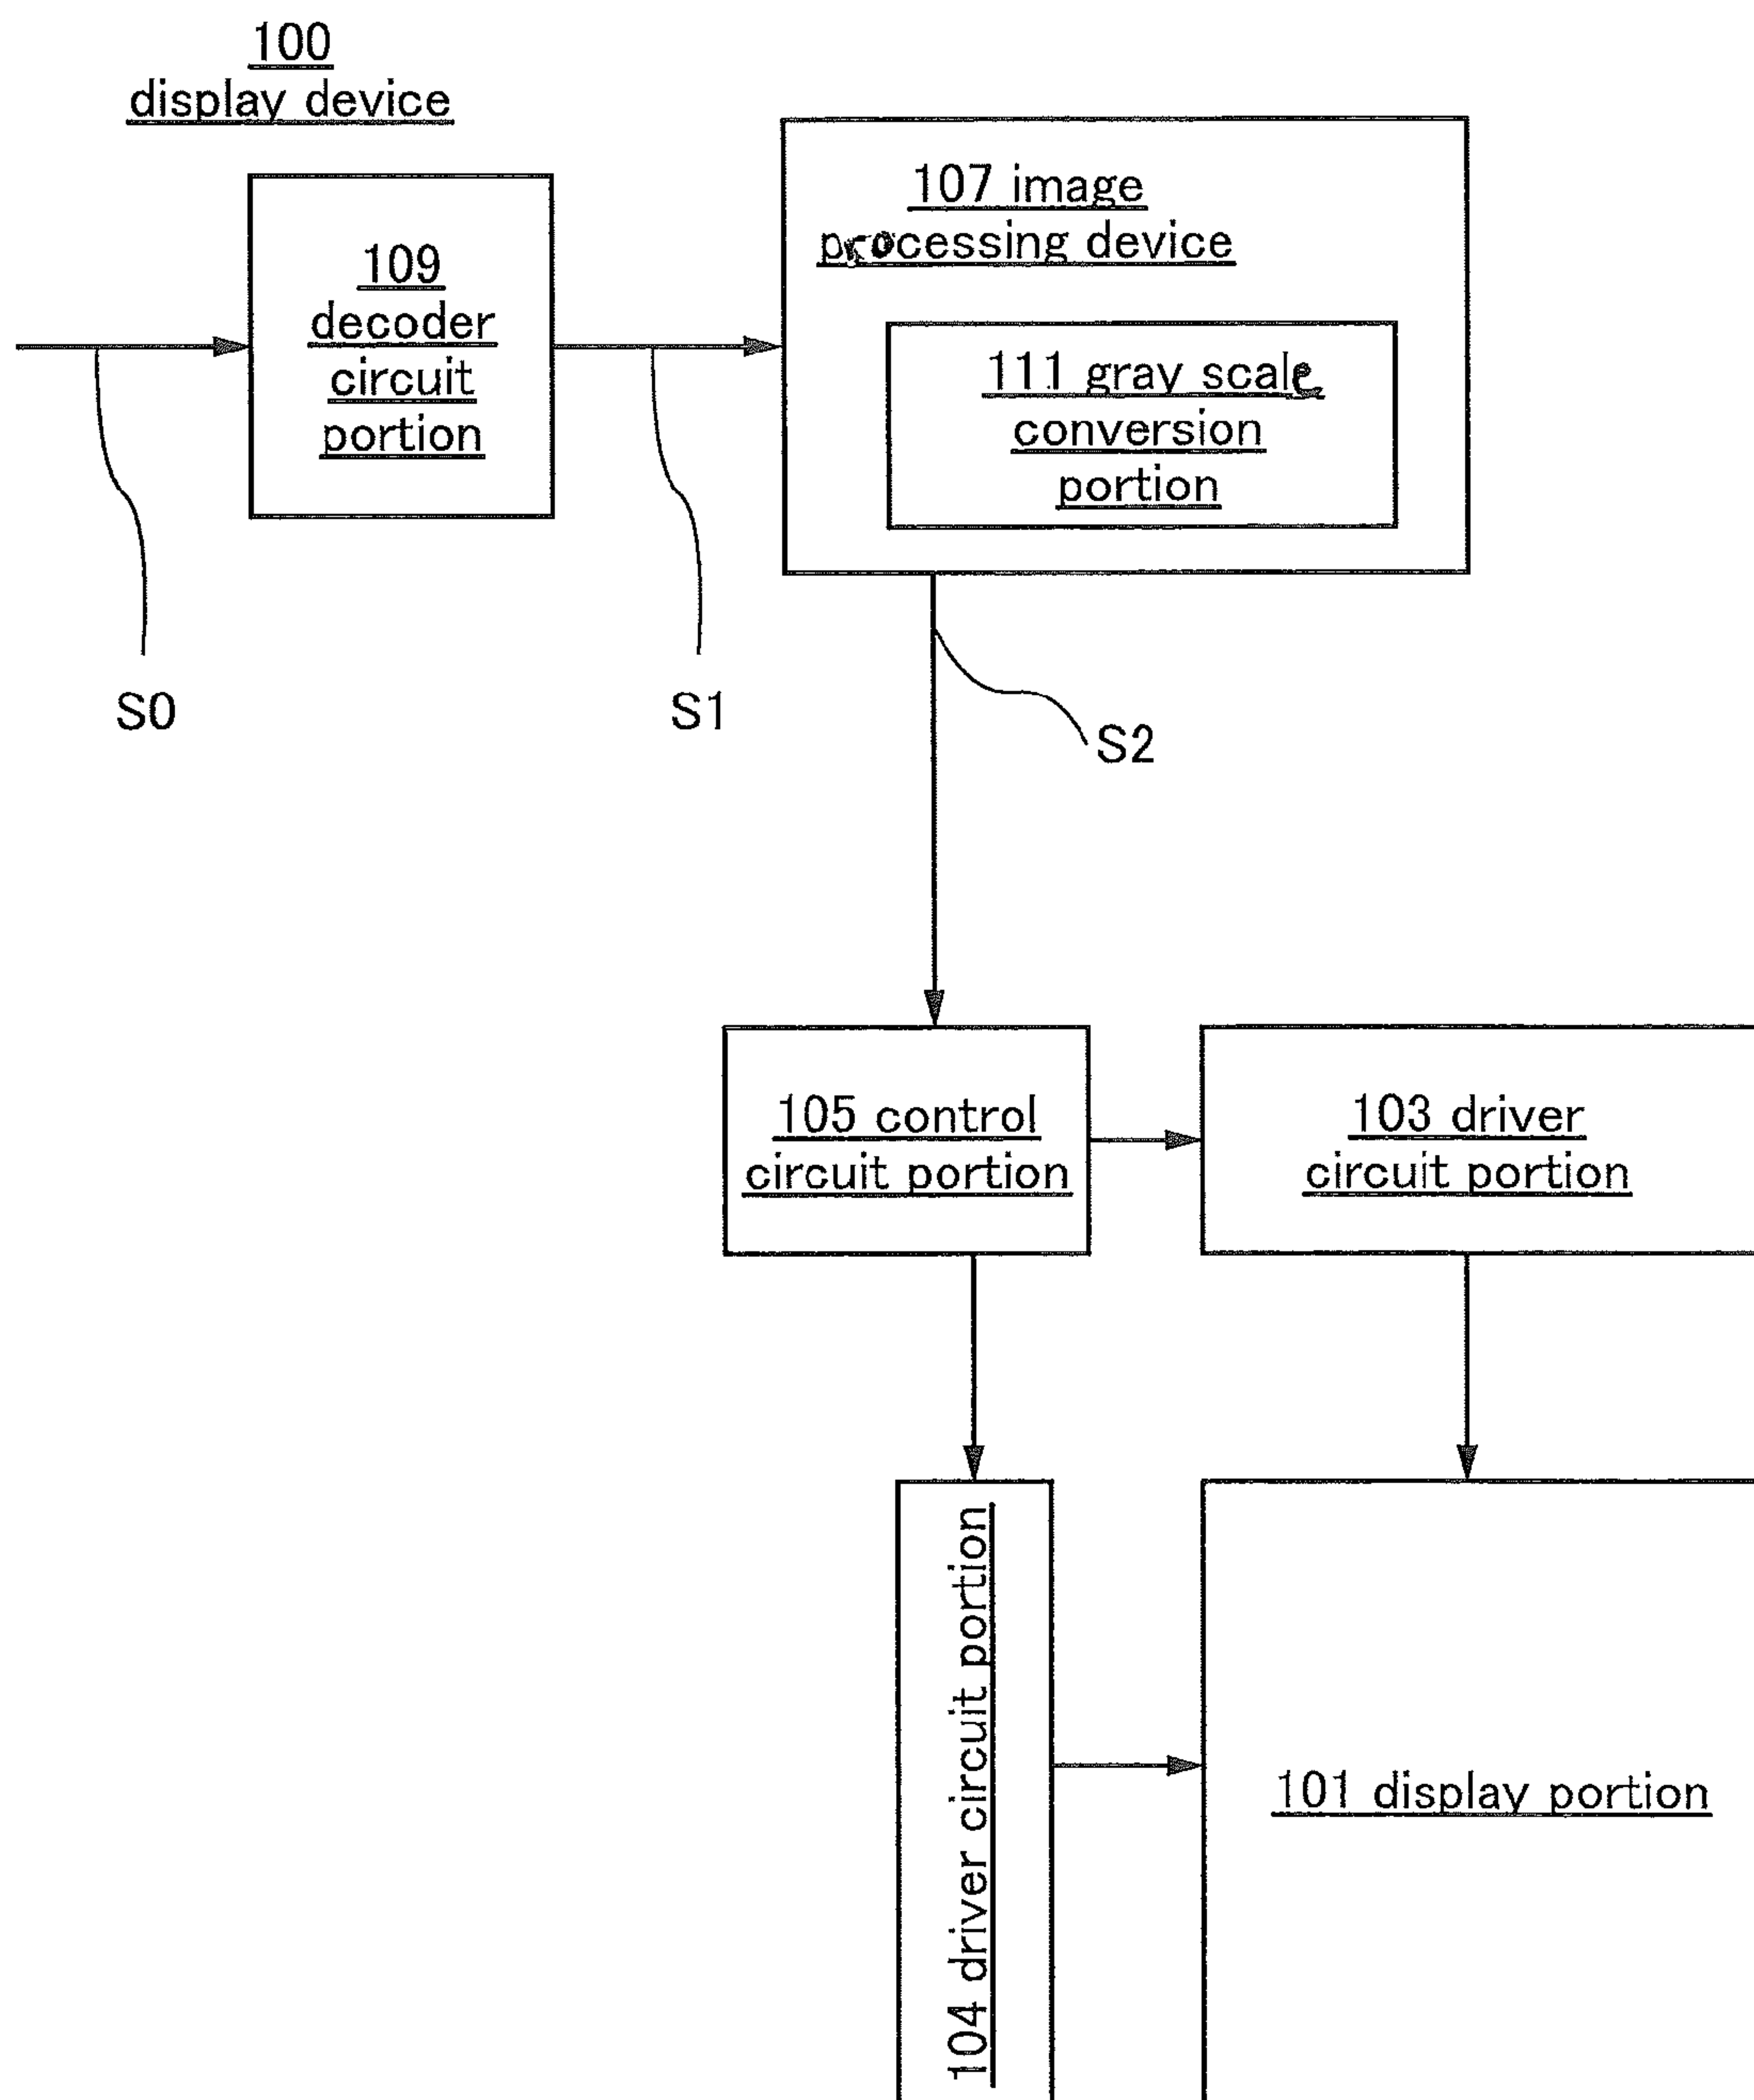 100
display device
109
decoder
circuit
portion
107 image
processing device
111 gray scale
conversion
portion
S0
S1
S2
105 control
circuit portion
103 driver
circuit portion
104 driver circuit portion
101 display portion